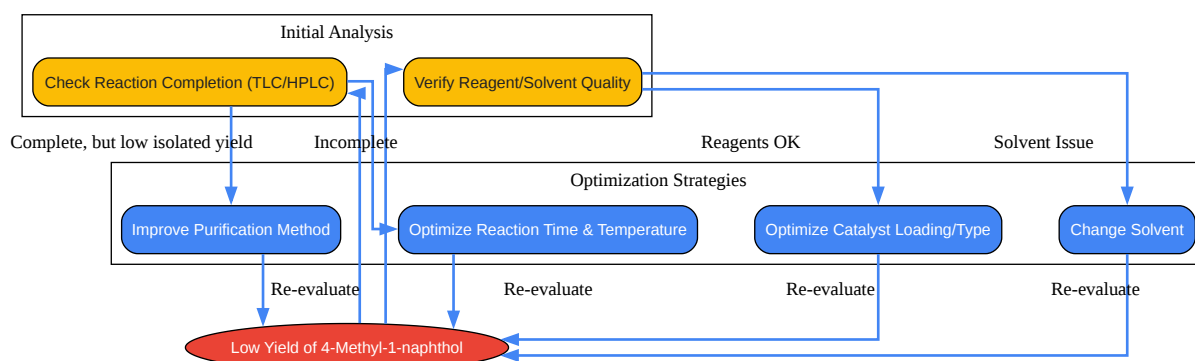 Initial Analysis
Check Reaction Completion (TLC/HPLC)
Verify Reagent/Solvent Quality
Complete, but low isolated yield
Incomplete
Reagents OK
Solvent Issue
Optimization Strategies
Improve Purification Method
Optimize Reaction Time & Temperature
Optimize Catalyst Loading/Type
Change Solvent
Re-evaluate
Re-evaluate
Re-evaluate
Re-evaluate
Low Yield of 4-Methyl-1-naphthol